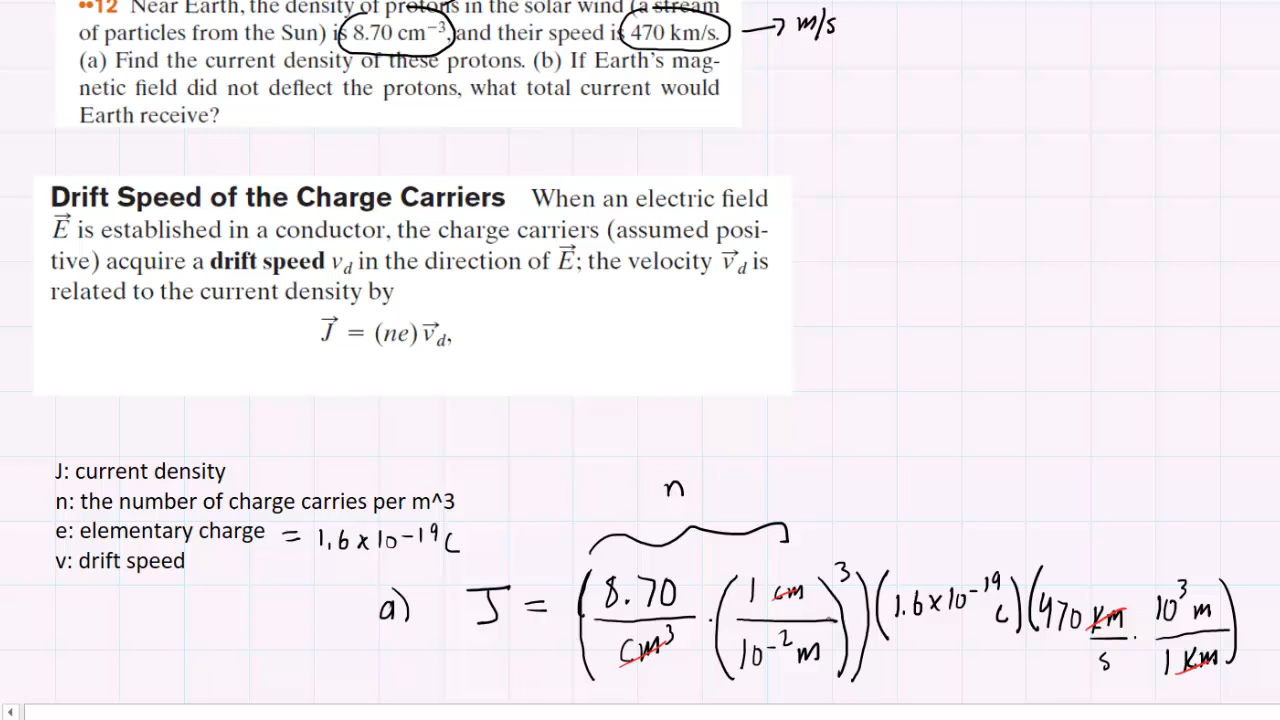 ••12 Near Earth, the density of protons in the solar wind (a stream
of particles from the Sun) is 8.70 cm⁻³, and their speed is 470 km/s. → m/s
(a) Find the current density of these protons. (b) If Earth's mag-
netic field did not deflect the protons, what total current would
Earth receive?
Drift Speed of the Charge Carriers When an electric field
E⃗ is established in a conductor, the charge carriers (assumed posi-
tive) acquire a drift speed v_d in the direction of E⃗; the velocity v⃗_d is
related to the current density by
J⃗ = (ne)v⃗_d,
J: current density
n: the number of charge carries per m^3
e: elementary charge = 1.6 x 10⁻¹⁹ C
v: drift speed
n
a) J = (8.70/cm³ · (1 cm/10⁻² m)³)(1.6 x 10⁻¹⁹ C)(470 km/s · 10³ m/1 km)